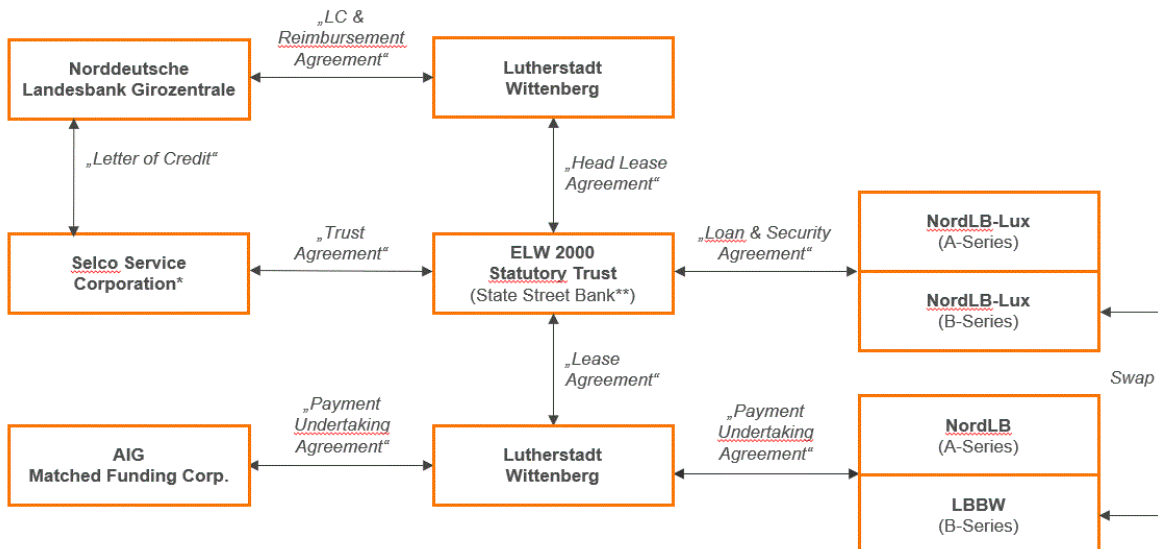 „LC &
Reimbursement
Agreement“
Norddeutsche
Landesbank Girozentrale
Lutherstadt
Wittenberg
„Letter of Credit“
„Head Lease
Agreement“
Selco Service
Corporation*
„Trust
Agreement“
ELW 2000
Statutory Trust
(State Street Bank**)
„Loan & Security
Agreement“
NordLB-Lux
(A-Series)
NordLB-Lux
(B-Series)
„Lease
Agreement“
Swap
AIG
Matched Funding Corp.
„Payment
Undertaking
Agreement“
Lutherstadt
Wittenberg
„Payment
Undertaking
Agreement“
NordLB
(A-Series)
LBBW
(B-Series)